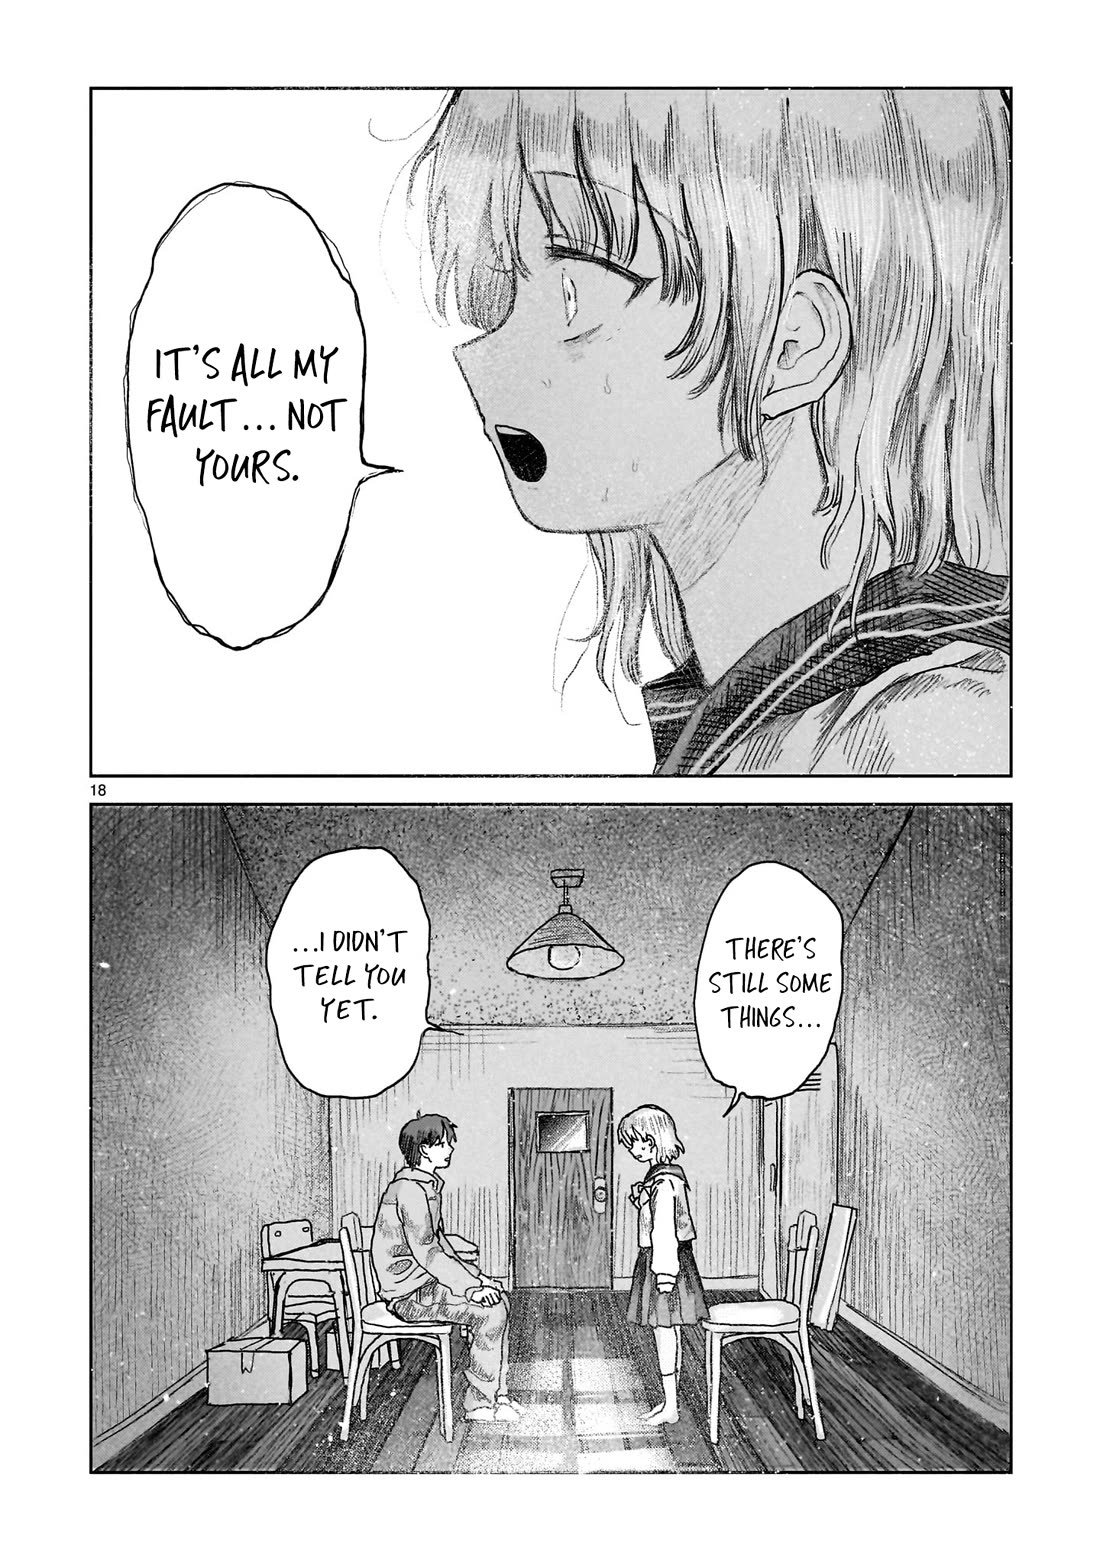 IT'S ALL MY
FAULT... NOT
YOURS.
18
THERE'S
STILL SOME
THINGS...
...I DIDN'T
TELL YOU
YET.